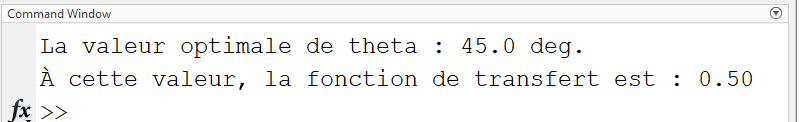 Command Window
La valeur optimale de theta : 45.0 deg.
À cette valeur, la fonction de transfert est : 0.50
fx >>